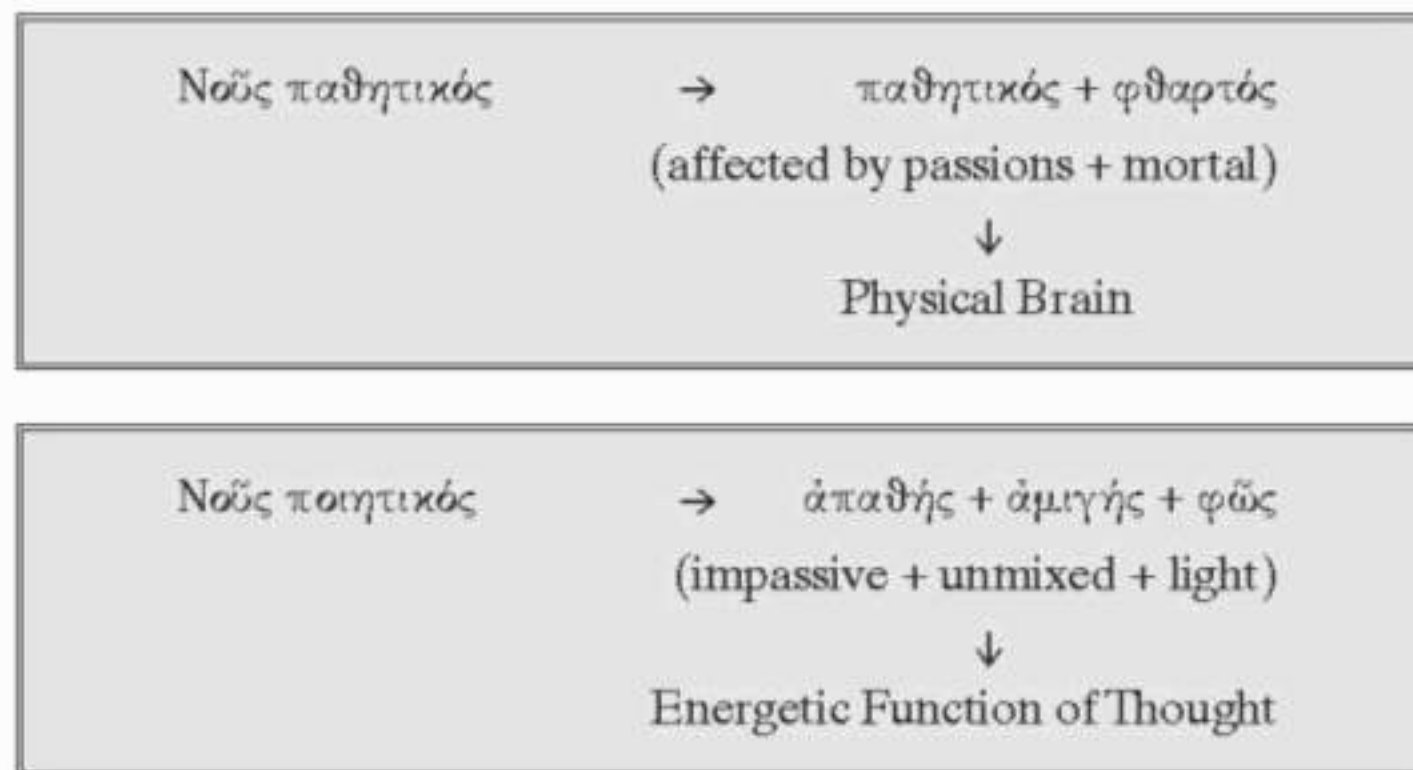 Νοῦς παθητικός → παθητικός + φθαρτός
(affected by passions + mortal)
↓
Physical Brain
Νοῦς ποιητικός → ἀπαθής + ἀμιγής + φῶς
(impassive + unmixed + light)
↓
Energetic Function of Thought